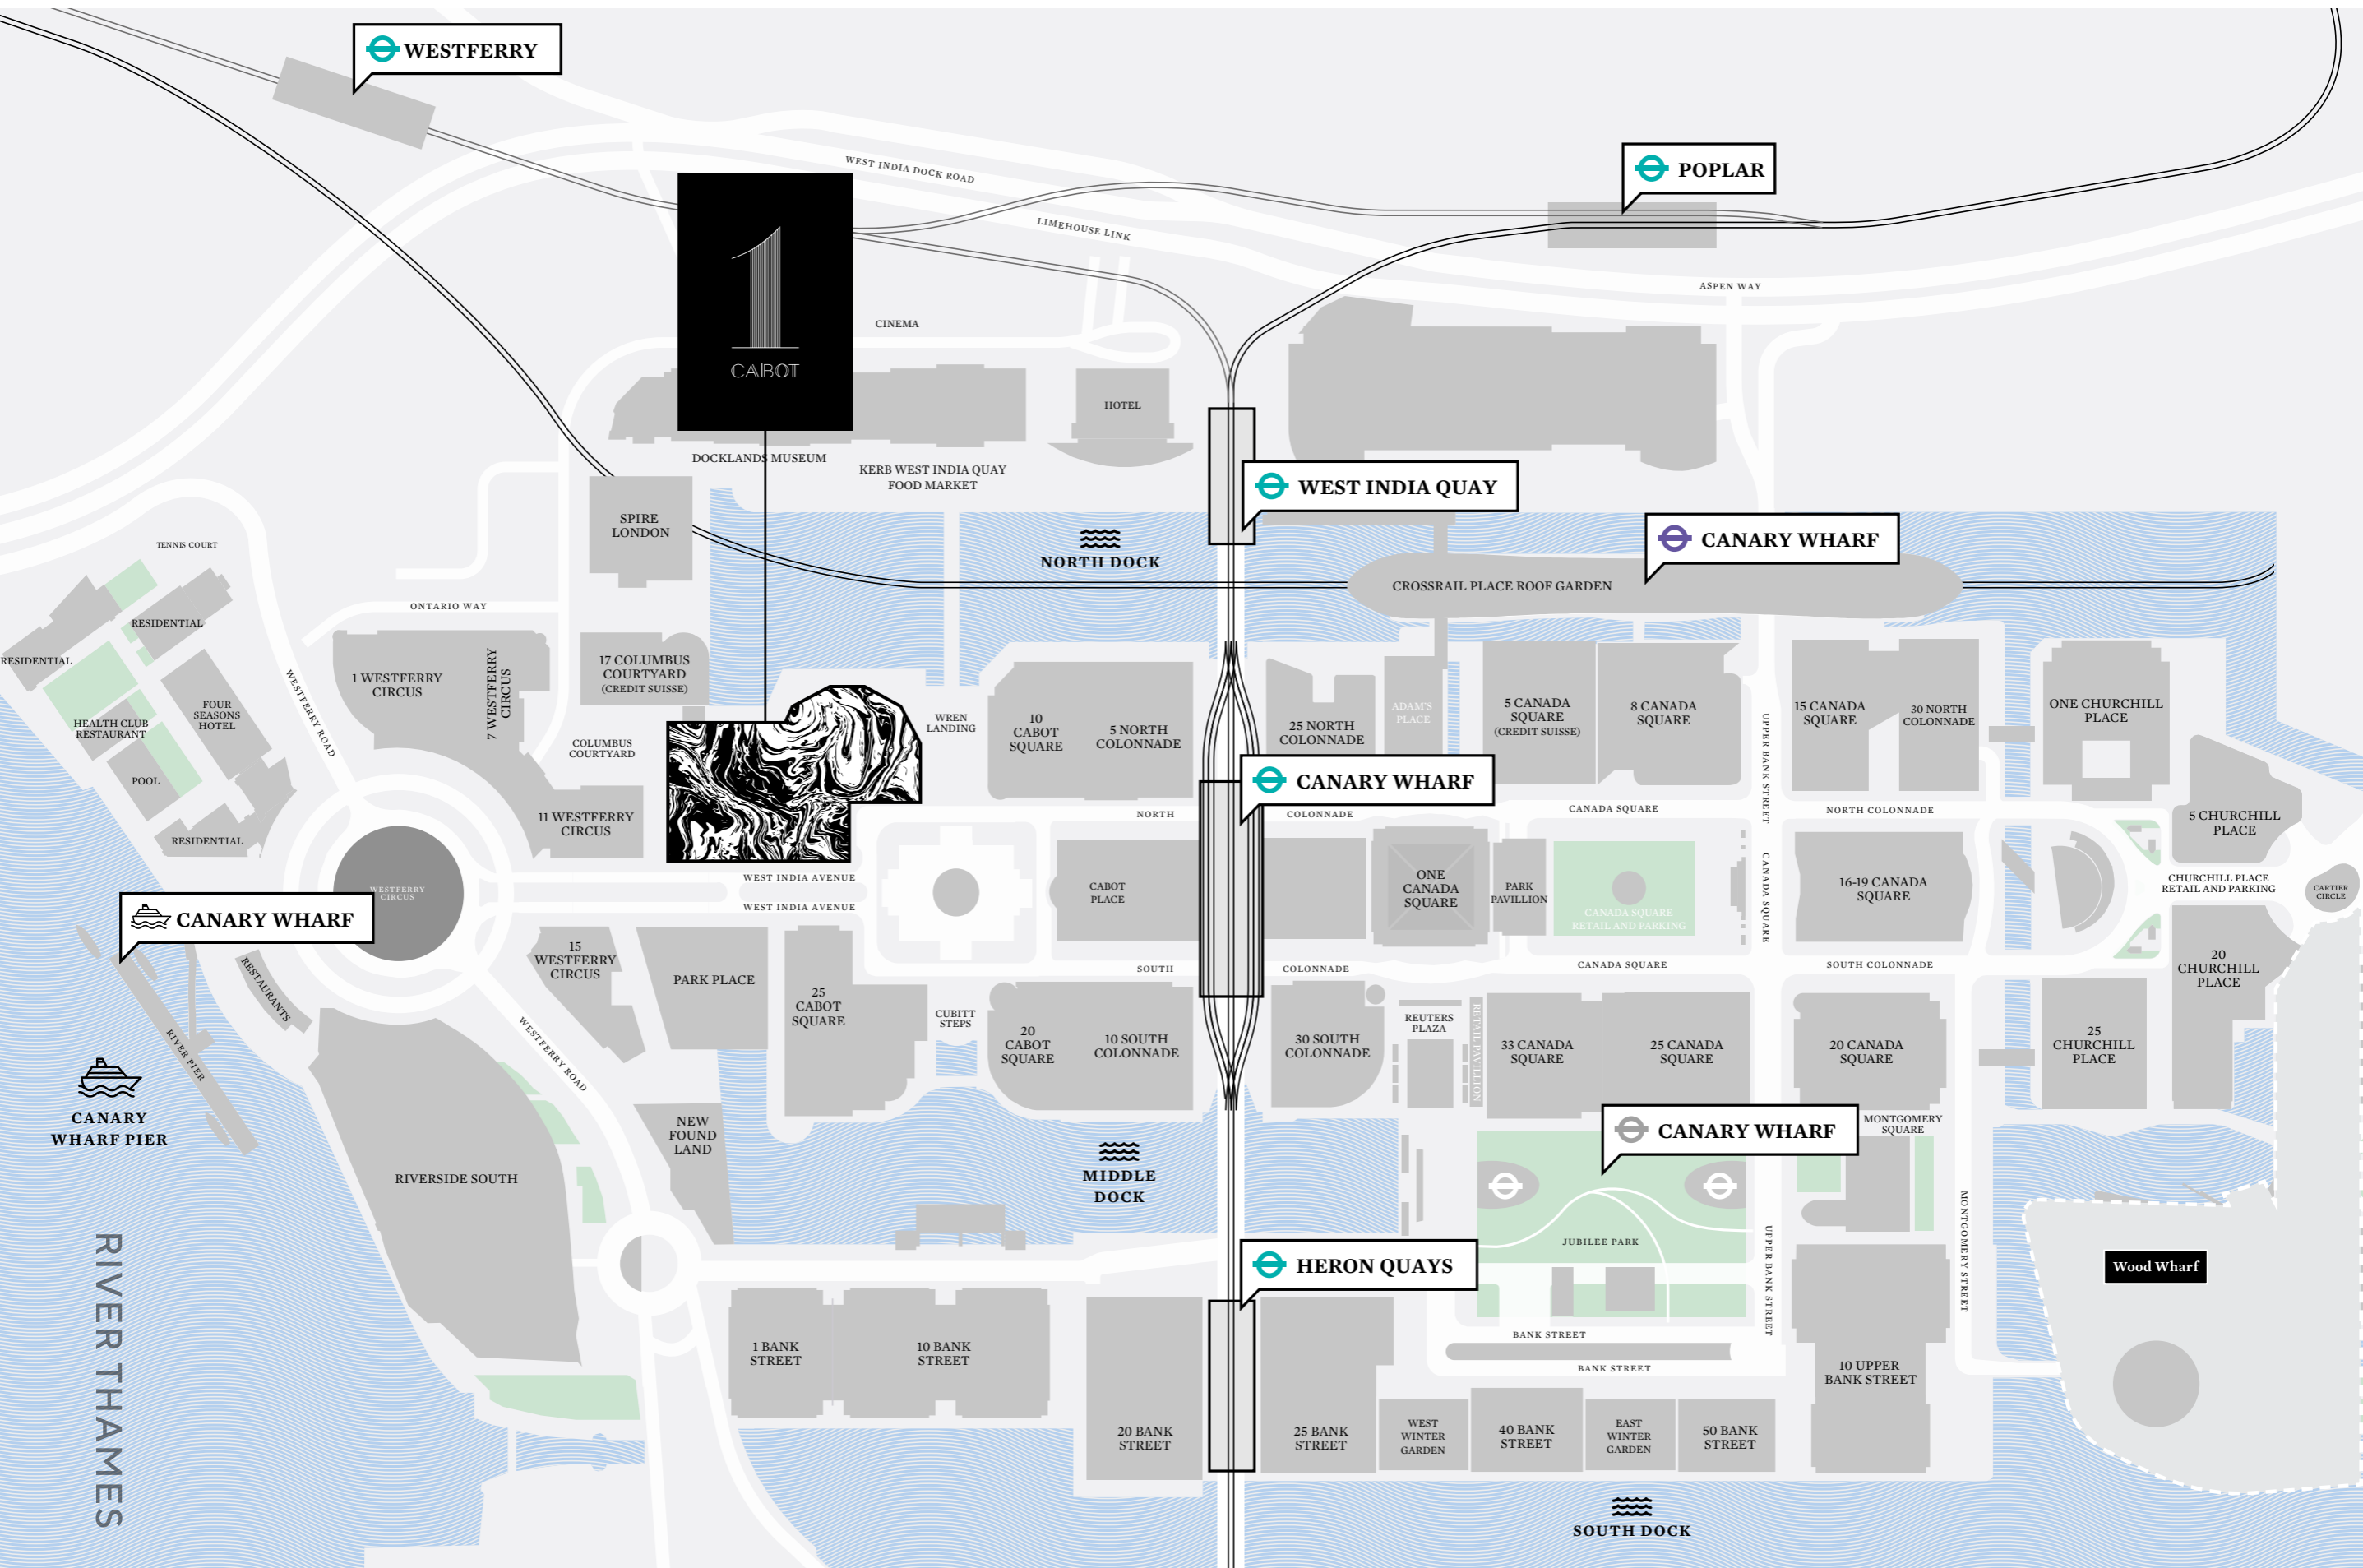 WESTFERRY
POPLAR
WEST INDIA DOCK ROAD
LIMEHOUSE LINK
ASPEN WAY
1
CABOT
CINEMA
HOTEL
DOCKLANDS MUSEUM
KERB WEST INDIA QUAY
FOOD MARKET
WEST INDIA QUAY
SPIRE
LONDON
NORTH DOCK
CANARY WHARF
CROSSRAIL PLACE ROOF GARDEN
TENNIS COURT
RESIDENTIAL
RESIDENTIAL
ONTARIO WAY
HEALTH CLUB
RESTAURANT
FOUR
SEASONS
HOTEL
POOL
RESIDENTIAL
WESTFERRY ROAD
1 WESTFERRY
CIRCUS
7 WESTFERRY
CIRCUS
17 COLUMBUS
COURTYARD
(CREDIT SUISSE)
COLUMBUS
COURTYARD
11 WESTFERRY
CIRCUS
WREN
LANDING
10
CABOT
SQUARE
5 NORTH
COLONNADE
25 NORTH
COLONNADE
ADAM'S
PLACE
5 CANADA
SQUARE
(CREDIT SUISSE)
8 CANADA
SQUARE
UPPER BANK STREET
15 CANADA
SQUARE
30 NORTH
COLONNADE
ONE CHURCHILL
PLACE
5 CHURCHILL
PLACE
CANARY WHARF
NORTH
COLONNADE
CANADA SQUARE
NORTH COLONNADE
WESTFERRY
CIRCUS
WEST INDIA AVENUE
WEST INDIA AVENUE
CABOT
PLACE
ONE
CANADA
SQUARE
PARK
PAVILLION
CANADA SQUARE
RETAIL AND PARKING
CANADA SQUARE
16-19 CANADA
SQUARE
CHURCHILL PLACE
RETAIL AND PARKING
CARTIER
CIRCLE
CANARY WHARF
SOUTH
COLONNADE
CANADA SQUARE
SOUTH COLONNADE
RESTAURANTS
RIVER PIER
15
WESTFERRY
CIRCUS
PARK PLACE
25
CABOT
SQUARE
CUBITT
STEPS
20
CABOT
SQUARE
10 SOUTH
COLONNADE
30 SOUTH
COLONNADE
REUTERS
PLAZA
RETAIL PAVILLION
33 CANADA
SQUARE
25 CANADA
SQUARE
20 CANADA
SQUARE
25
CHURCHILL
PLACE
20
CHURCHILL
PLACE
WESTFERRY ROAD
CANARY
WHARF PIER
RIVERSIDE SOUTH
NEW
FOUND
LAND
MIDDLE
DOCK
CANARY WHARF
MONTGOMERY
SQUARE
JUBILEE PARK
UPPER BANK STREET
MONTGOMERY STREET
HERON QUAYS
Wood Wharf
RIVER THAMES
1 BANK
STREET
10 BANK
STREET
20 BANK
STREET
25 BANK
STREET
BANK STREET
BANK STREET
WEST
WINTER
GARDEN
40 BANK
STREET
EAST
WINTER
GARDEN
50 BANK
STREET
10 UPPER
BANK STREET
SOUTH DOCK